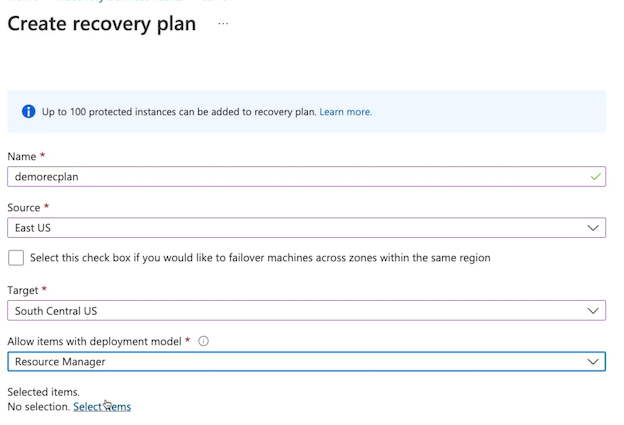 Create recovery plan ...
Up to 100 protected instances can be added to recovery plan. Learn more.
Name *
demorecplan
Source *
East US
Select this check box if you would like to failover machines across zones within the same region
Target *
South Central US
Allow items with deployment model *
Resource Manager
Selected items.
No selection. Select items